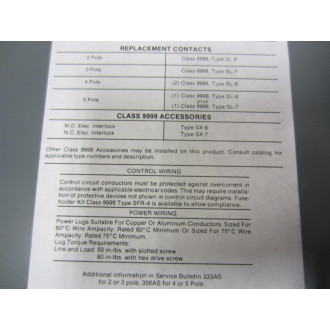 REPLACEMENT CONTACTS
2 Pole Class 9998, Type SL-6
3 Pole Class 9998, Type SL-7
4 Pole (2) Class 9998, Type SL-6
5 Pole (1) Class 9998, Type SL-6
plus
(1) Class 9998, Type SL-7
CLASS 9999 ACCESSORIES
N.O. Elec. Interlock Type SX-6
N.C. Elec. Interlock Type SX-7
Other Class 9999 Accessories may be installed on this product. Consult catalog for
applicable type numbers and description.
CONTROL WIRING
Control circuit conductors must be protected against overcurrent in
accordance with applicable electrical codes. This may require installa-
tion of protective devices not shown in control circuit diagrams. Fuse-
holder Kit Class 9999 Type SFR-4 is available to allow compliance.
POWER WIRING
Power Lugs Suitable For Copper Or Aluminum Conductors. Sized For
60°C Wire Ampacity. Rated 60°C Minimum Or Sized For 75°C Wire
Ampacity. Rated 75°C Minimum.
Lug Torque Requirements:
Line and Load: 50 in-lbs. with slotted screw
80 in-lbs. with hex drive screw
Additional information in Service Bulletin 333AS
for 2 or 3 pole, 356AS for 4 or 5 Pole.